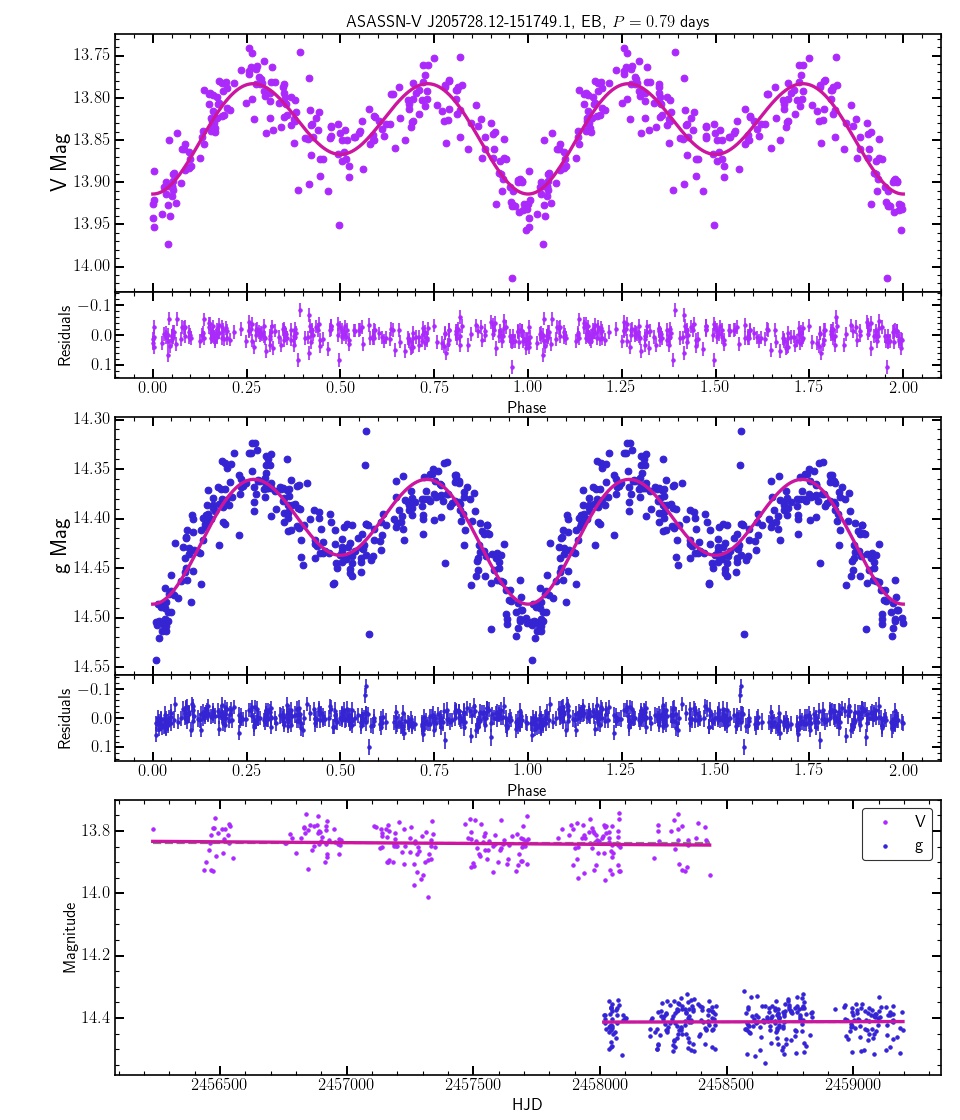 ASASSN-V J205728.12-151749.1, EB, P = 0.79 days
V Mag
13.75
13.80
13.85
13.90
13.95
14.00
Residuals
−0.1
0.0
0.1
0.00 0.25 0.50 0.75 1.00 1.25 1.50 1.75 2.00
Phase
g Mag
14.30
14.35
14.40
14.45
14.50
14.55
Residuals
−0.1
0.0
0.1
0.00 0.25 0.50 0.75 1.00 1.25 1.50 1.75 2.00
Phase
Magnitude
13.8
14.0
14.2
14.4
V
g
2456500 2457000 2457500 2458000 2458500 2459000
HJD